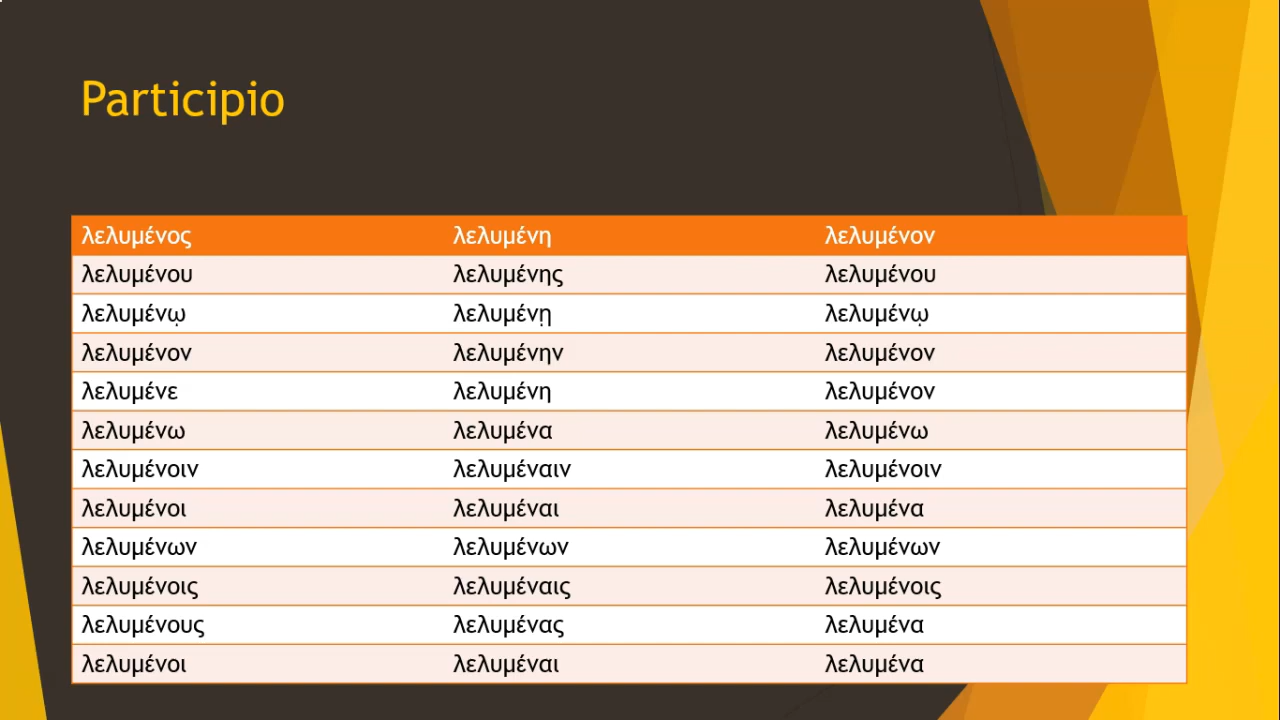 Participio
λελυμένος λελυμένη λελυμένον
λελυμένου λελυμένης λελυμένου
λελυμένῳ λελυμένῃ λελυμένῳ
λελυμένον λελυμένην λελυμένον
λελυμένε λελυμένη λελυμένον
λελυμένω λελυμένα λελυμένω
λελυμένοιν λελυμέναιν λελυμένοιν
λελυμένοι λελυμέναι λελυμένα
λελυμένων λελυμένων λελυμένων
λελυμένοις λελυμέναις λελυμένοις
λελυμένους λελυμένας λελυμένα
λελυμένοι λελυμέναι λελυμένα